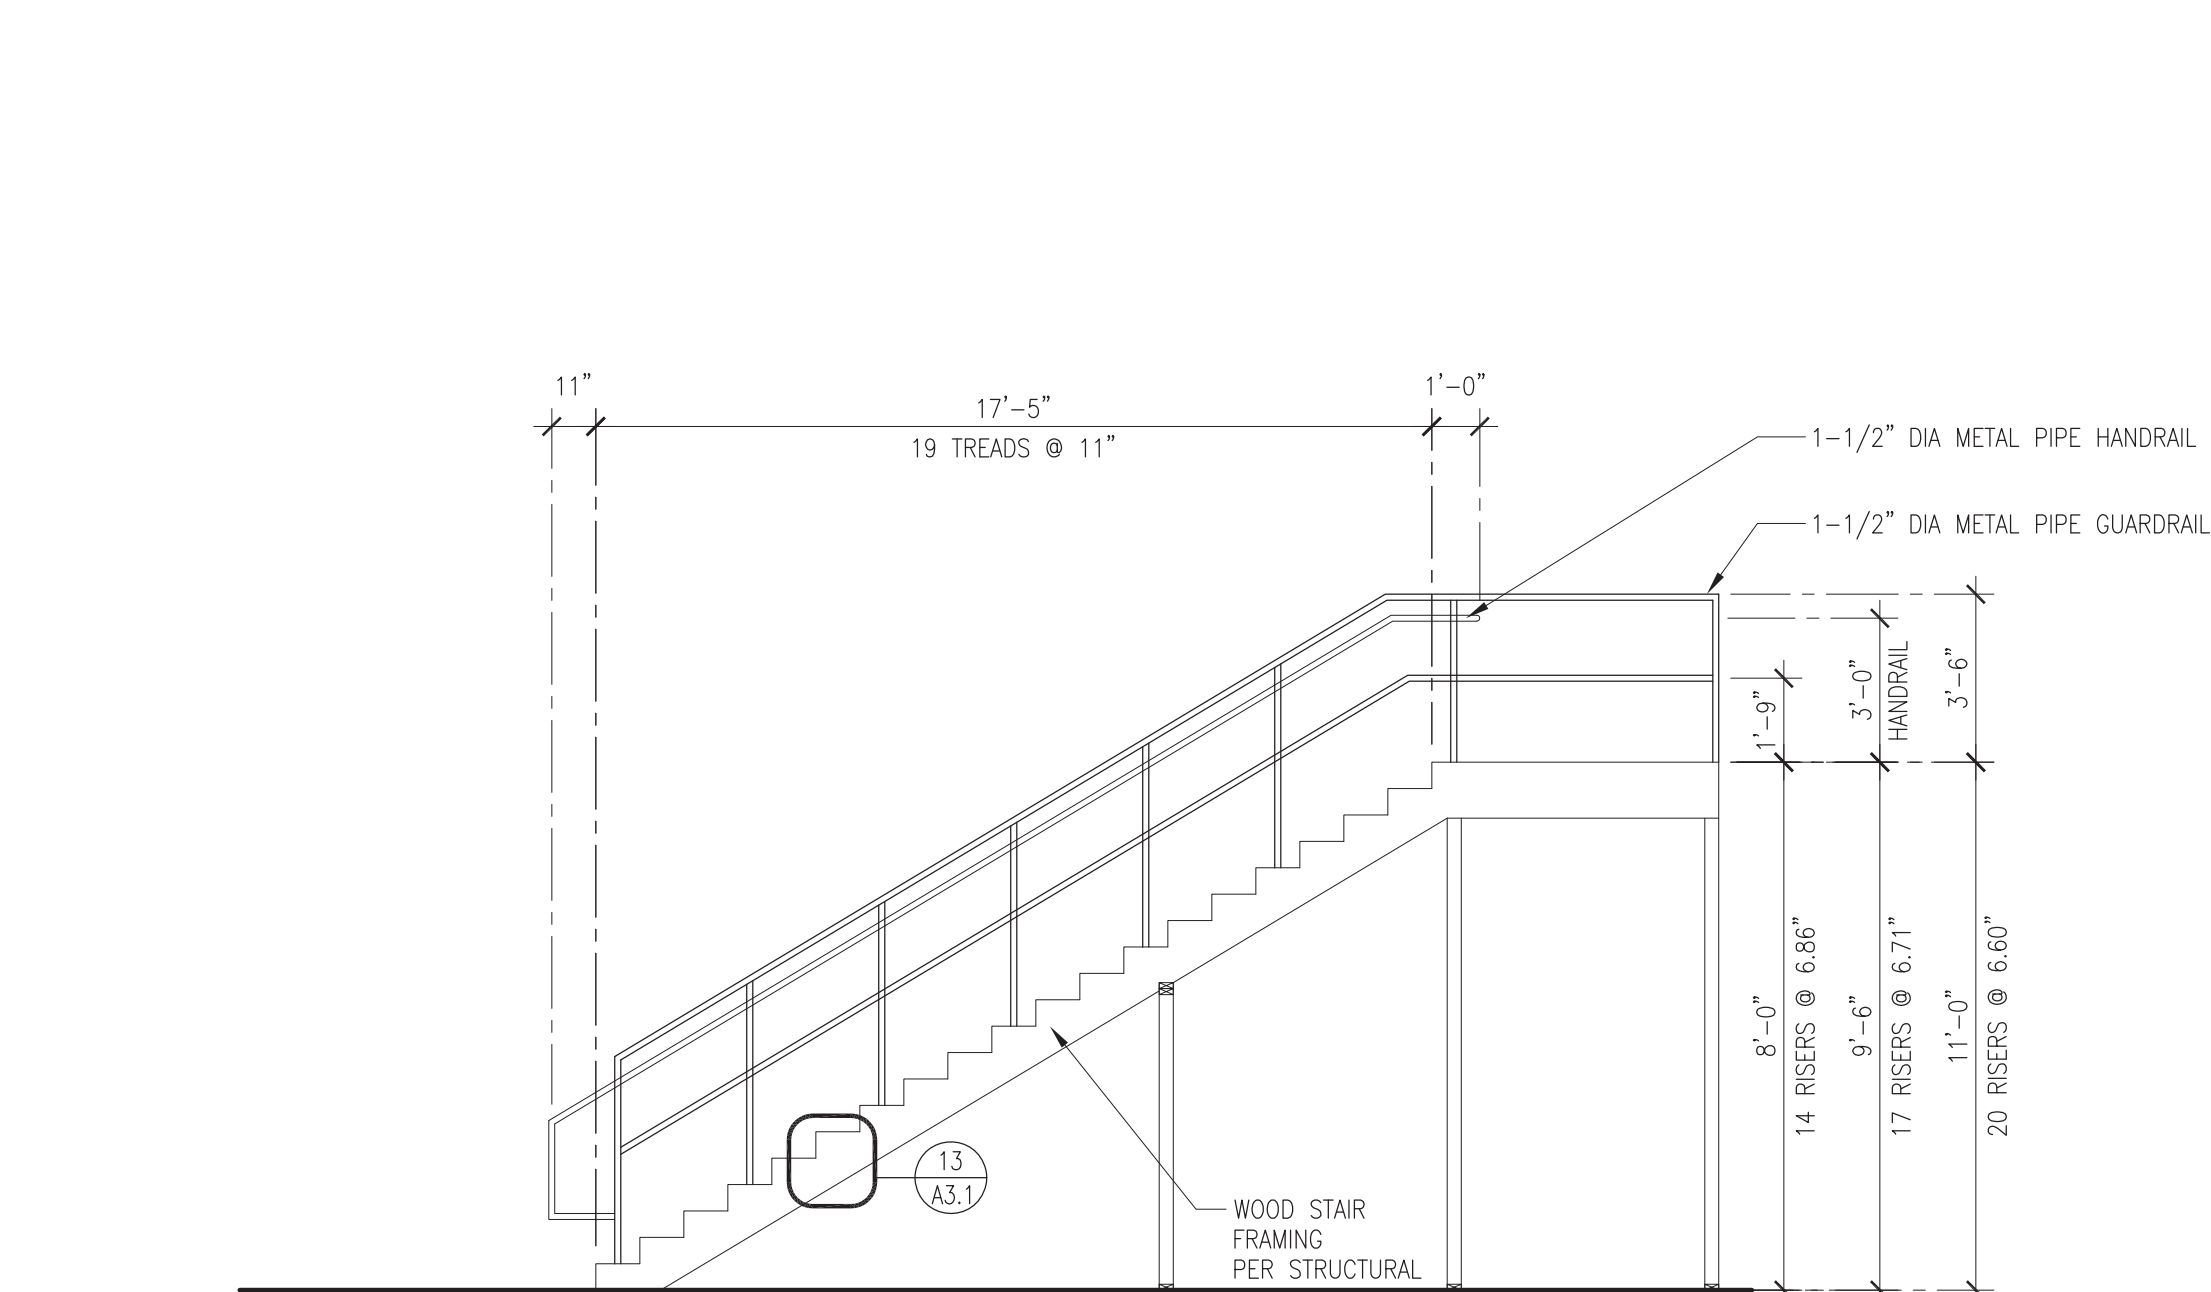 11”
17’-5”
1’-0”
19 TREADS @ 11”
1-1/2” DIA METAL PIPE HANDRAIL
1-1/2” DIA METAL PIPE GUARDRAIL
1’-9”
3’-0”
HANDRAIL
3’-6”
8’-0”
14 RISERS @ 6.86”
9’-6”
17 RISERS @ 6.71”
11’-0”
20 RISERS @ 6.60”
13
A3.1
WOOD STAIR
FRAMING
PER STRUCTURAL